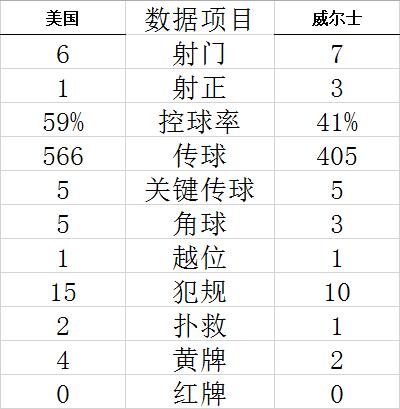 美国 数据项目 威尔士
6 射门 7
1 射正 3
59% 控球率 41%
566 传球 405
5 关键传球 5
5 角球 3
1 越位 1
15 犯规 10
2 扑救 1
4 黄牌 2
0 红牌 0